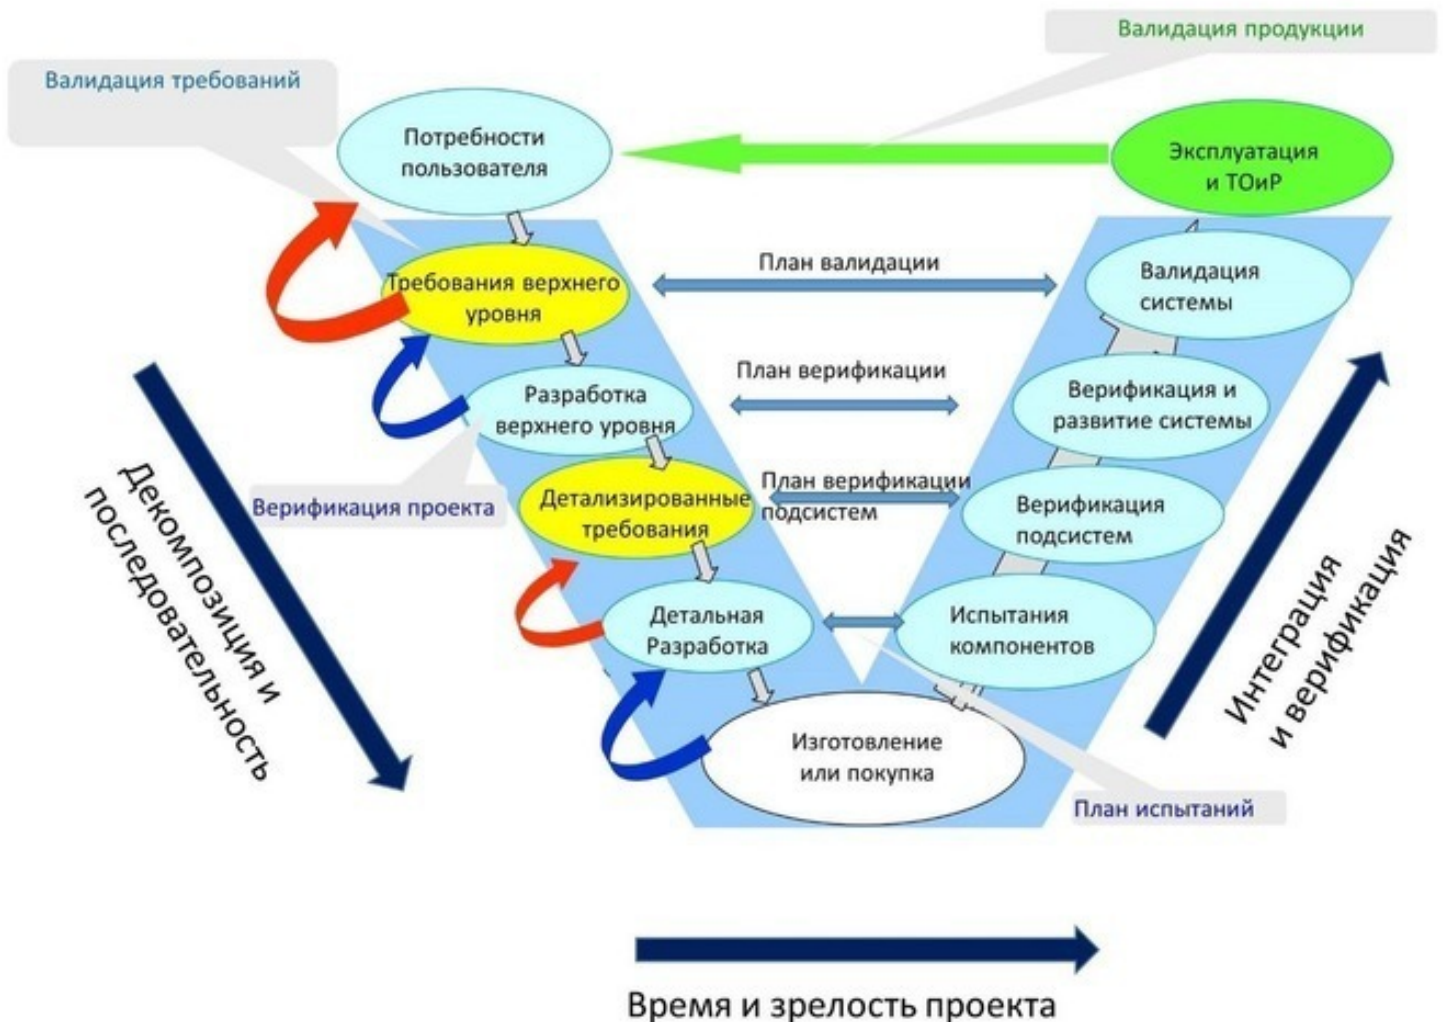 Валидация продукции
Валидация требований
Потребности
пользователя
Эксплуатация
и ТОиР
План валидации
Требования верхнего
уровня
Валидация
системы
План верификации
Разработка
верхнего уровня
Верификация и
развитие системы
Верификация проекта
Детализированные
требования
План верификации
подсистем
Верификация
подсистем
Декомпозиция и
последовательность
Детальная
Разработка
Испытания
компонентов
Интеграция
и верификация
Изготовление
или покупка
План испытаний
Время и зрелость проекта